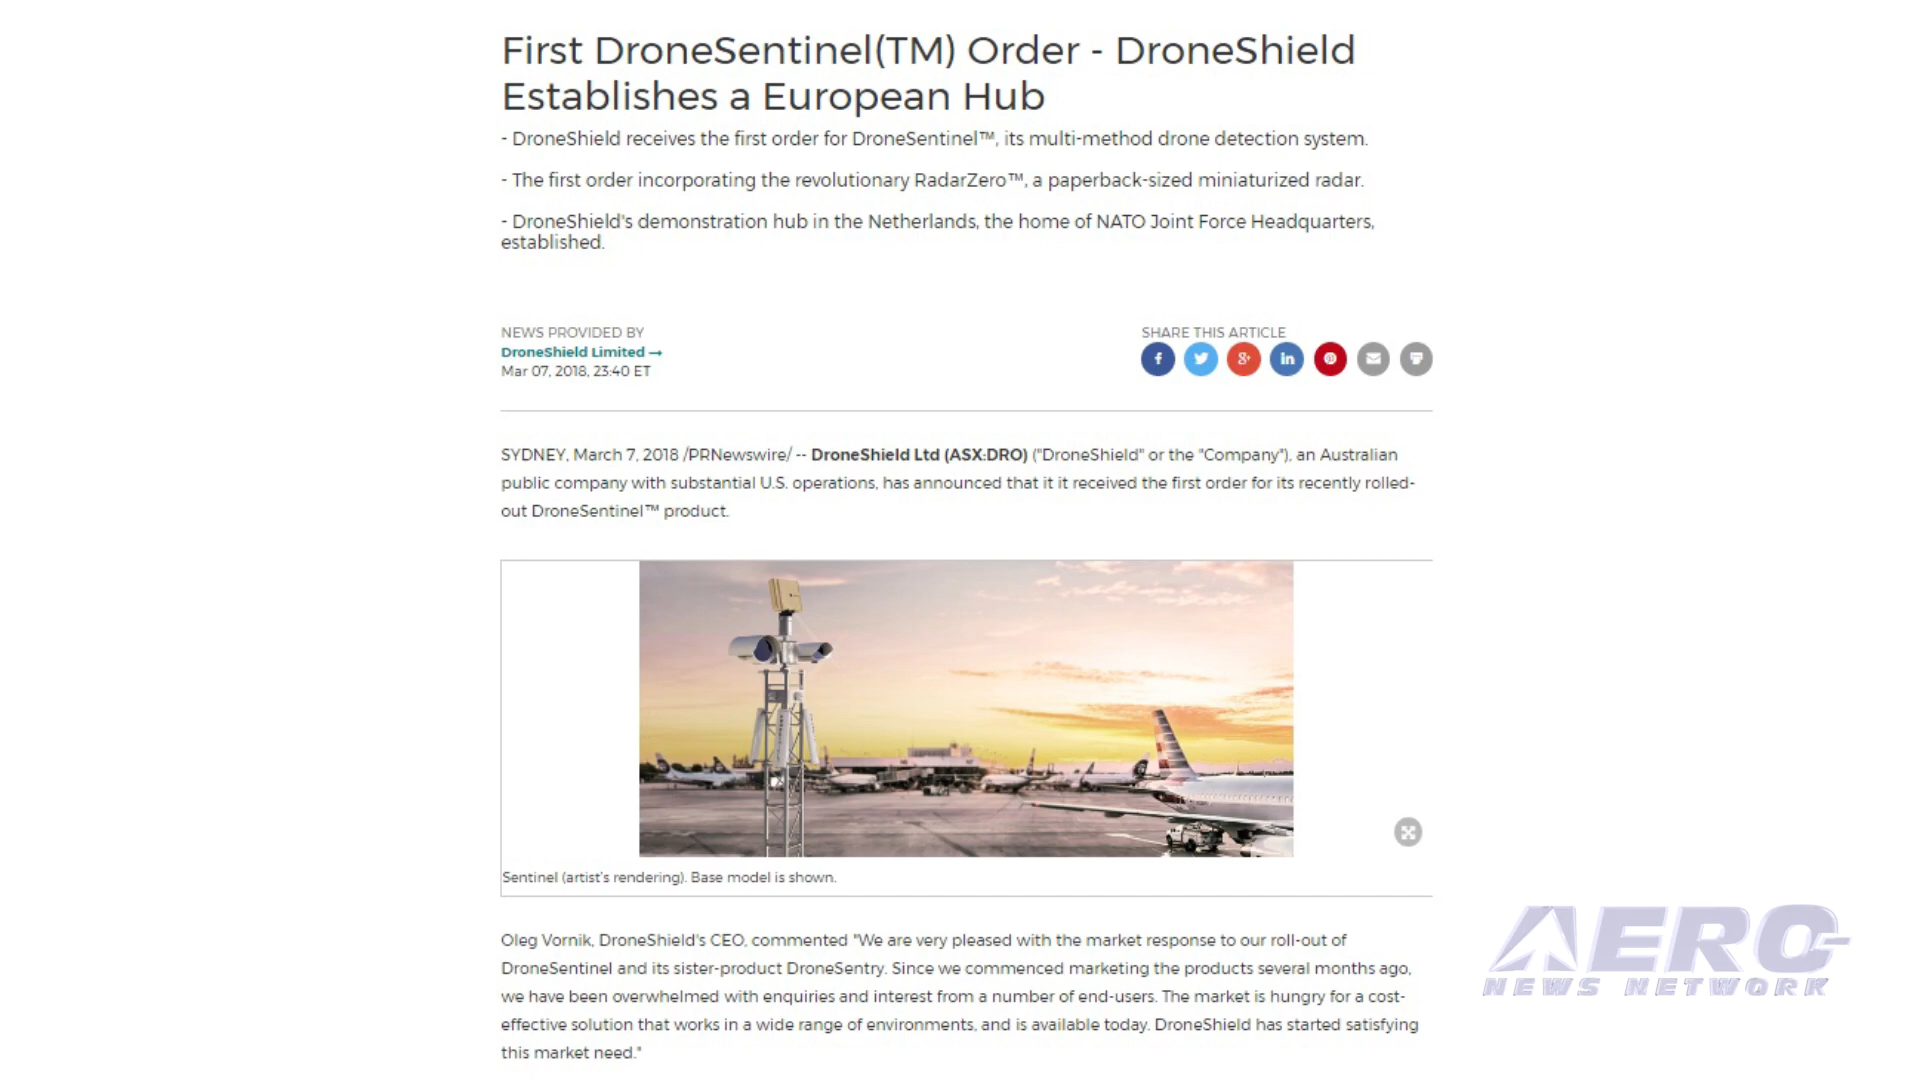 First DroneSentinel(TM) Order - DroneShield
Establishes a European Hub
- DroneShield receives the first order for DroneSentinel™, its multi-method drone detection system.
- The first order incorporating the revolutionary RadarZero™, a paperback-sized miniaturized radar.
- DroneShield's demonstration hub in the Netherlands, the home of NATO Joint Force Headquarters,
established.
NEWS PROVIDED BY
DroneShield Limited →
Mar 07, 2018, 23:40 ET
SHARE THIS ARTICLE
SYDNEY, March 7, 2018 /PRNewswire/ -- DroneShield Ltd (ASX:DRO) ("DroneShield" or the "Company"), an Australian
public company with substantial U.S. operations, has announced that it it received the first order for its recently rolled-
out DroneSentinel™ product.
Sentinel (artist's rendering). Base model is shown.
Oleg Vornik, DroneShield's CEO, commented "We are very pleased with the market response to our roll-out of
DroneSentinel and its sister-product DroneSentry. Since we commenced marketing the products several months ago,
we have been overwhelmed with enquiries and interest from a number of end-users. The market is hungry for a cost-
effective solution that works in a wide range of environments, and is available today. DroneShield has started satisfying
this market need."
AERO-
NEWS NETWORK